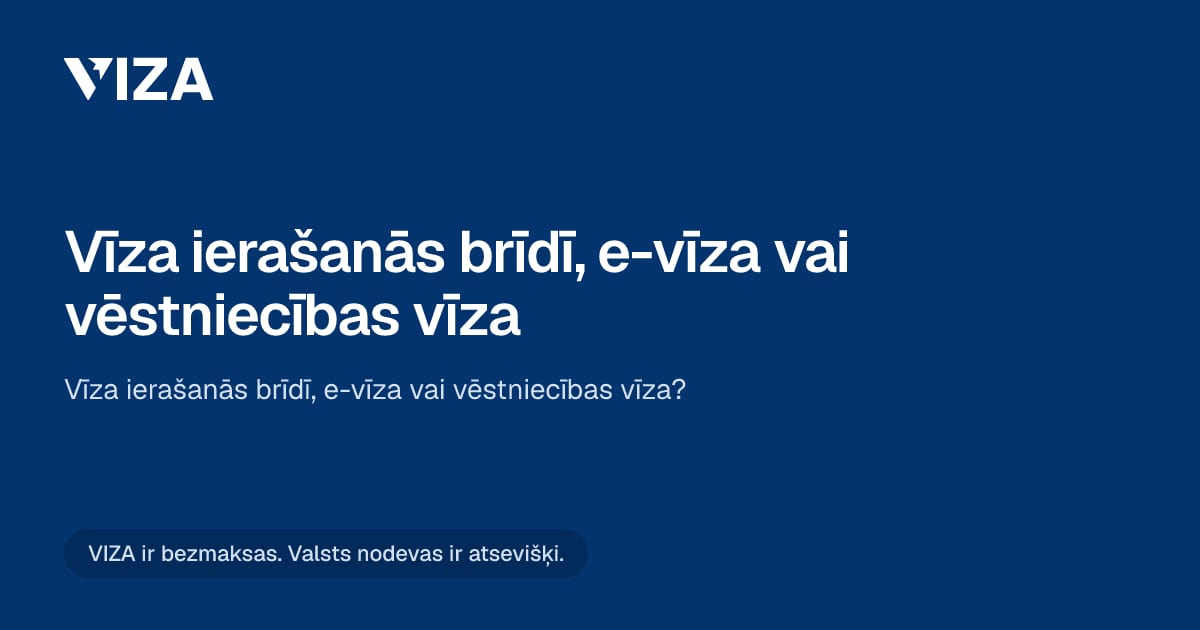 VIZA
Vīza ierašanās brīdī, e-vīza vai
vēstniecības vīza
Vīza ierašanās brīdī, e-vīza vai vēstniecības vīza?
VIZA ir bezmaksas. Valsts nodevas ir atsevišķi.